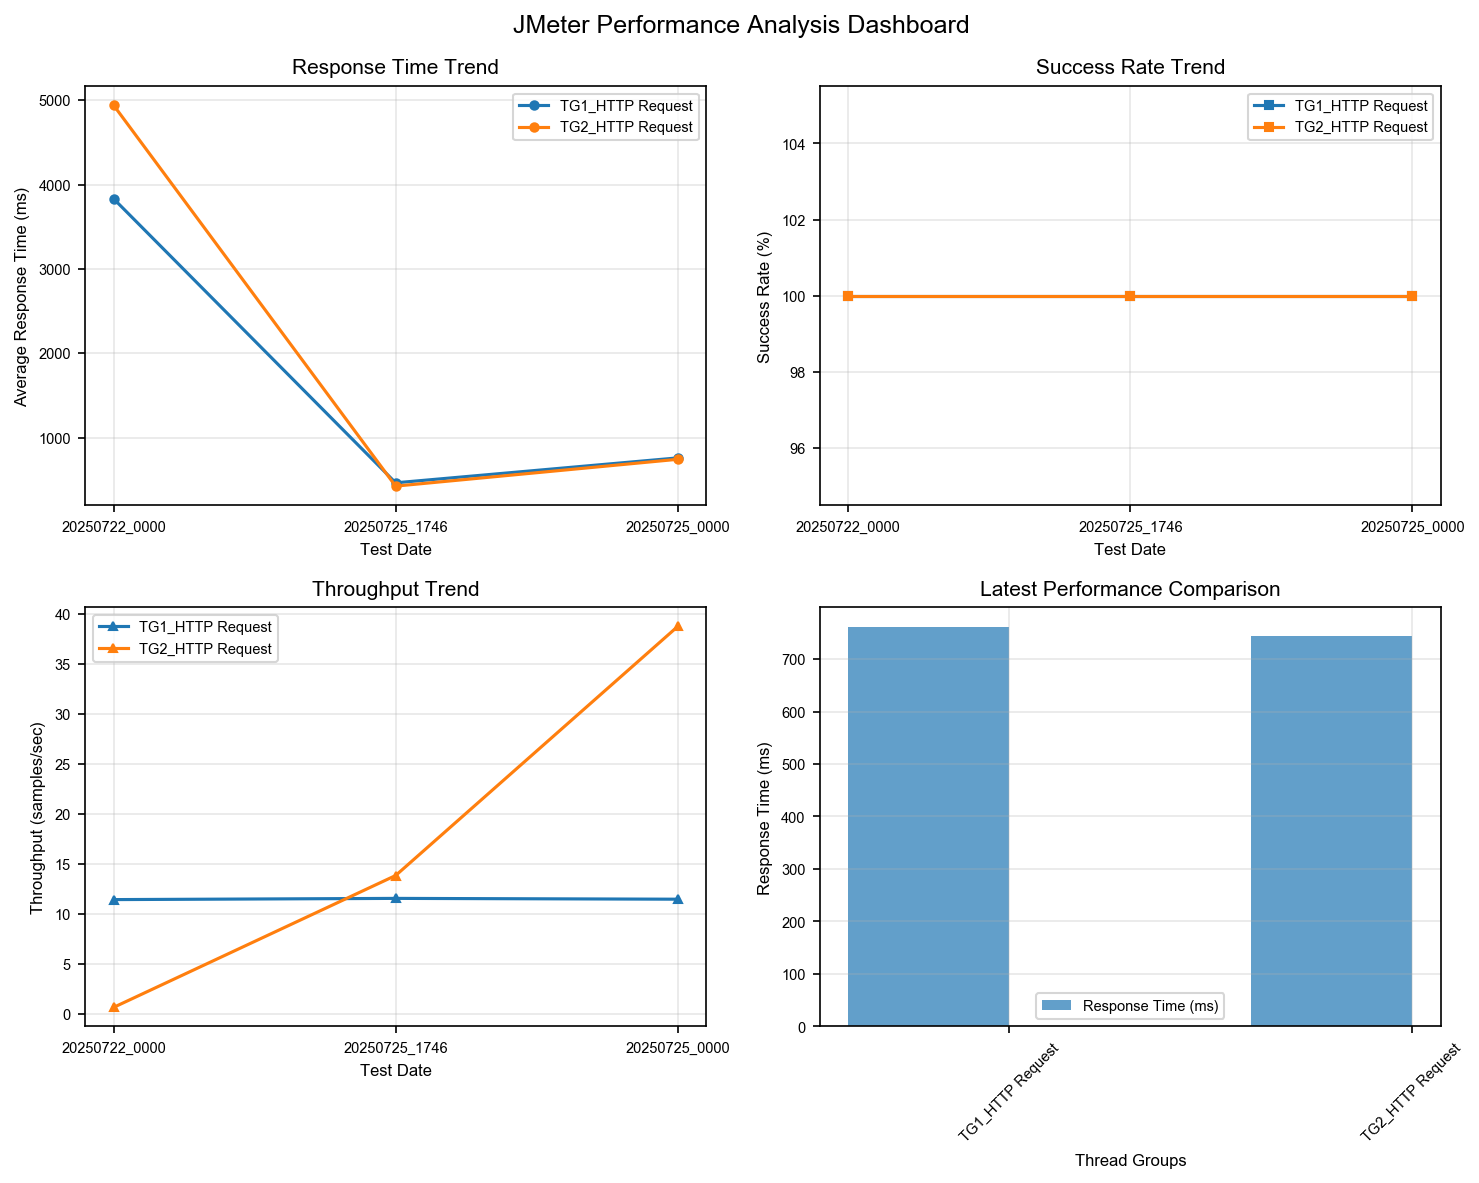 JMeter Performance Analysis Dashboard
Response Time Trend
Average Response Time (ms)
5000
4000
3000
2000
1000
TG1_HTTP Request
TG2_HTTP Request
20250722_0000
20250725_1746
20250725_0000
Test Date
Success Rate Trend
Success Rate (%)
104
102
100
98
96
TG1_HTTP Request
TG2_HTTP Request
20250722_0000
20250725_1746
20250725_0000
Test Date
Throughput Trend
Throughput (samples/sec)
40
35
30
25
20
15
10
5
0
TG1_HTTP Request
TG2_HTTP Request
20250722_0000
20250725_1746
20250725_0000
Test Date
Latest Performance Comparison
Response Time (ms)
700
600
500
400
300
200
100
0
Response Time (ms)
TG1_HTTP Request
TG2_HTTP Request
Thread Groups